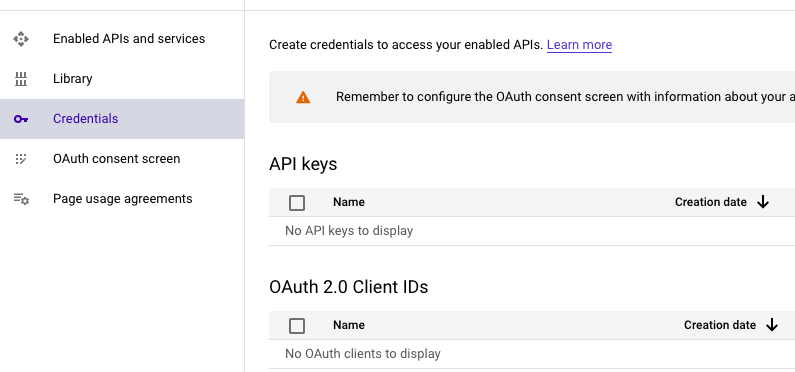 Enabled APIs and services
Library
Credentials
OAuth consent screen
Page usage agreements
Create credentials to access your enabled APIs. Learn more
Remember to configure the OAuth consent screen with information about your a
API keys
Name Creation date
No API keys to display
OAuth 2.0 Client IDs
Name Creation date
No OAuth clients to display